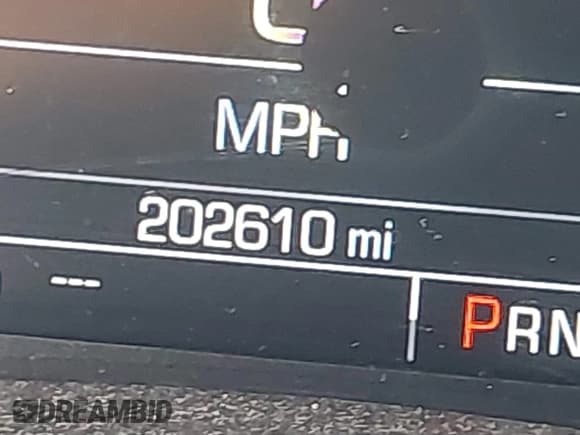 MPH
202610 mi
---
PRN
DREAMBID